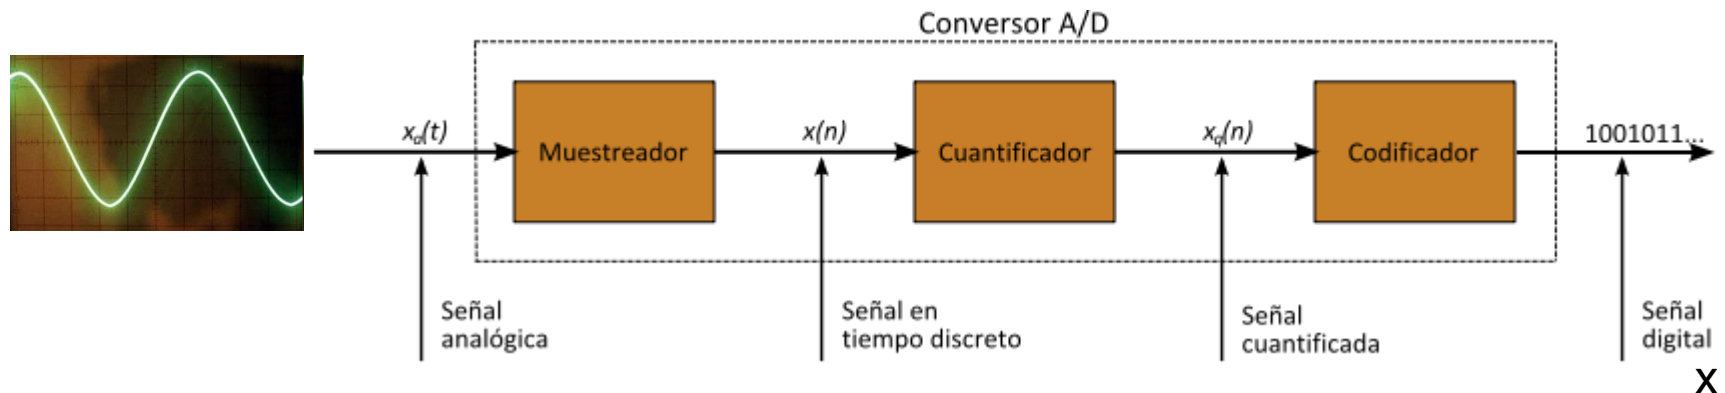 Conversor A/D
xa(t)
x(n)
xq(n)
1001011...
Muestreador
Cuantificador
Codificador
Señal
analógica
Señal en
tiempo discreto
Señal
cuantificada
Señal
digital
x